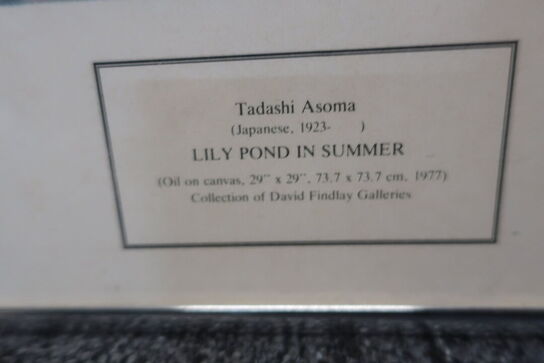 Tadashi Asoma
(Japanese, 1923-    )
LILY POND IN SUMMER
(Oil on canvas, 29" x 29", 73.7 x 73.7 cm, 1977)
Collection of David Findlay Galleries